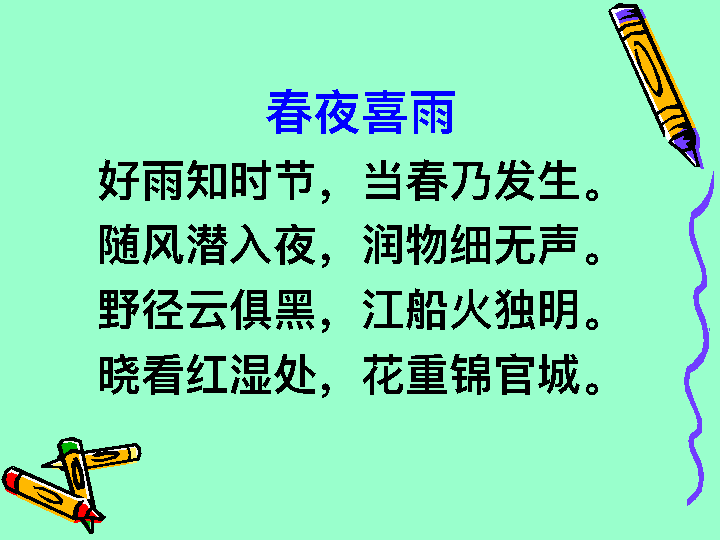 春夜喜雨
好雨知时节，当春乃发生。
随风潜入夜，润物细无声。
野径云俱黑，江船火独明。
晓看红湿处，花重锦官城。